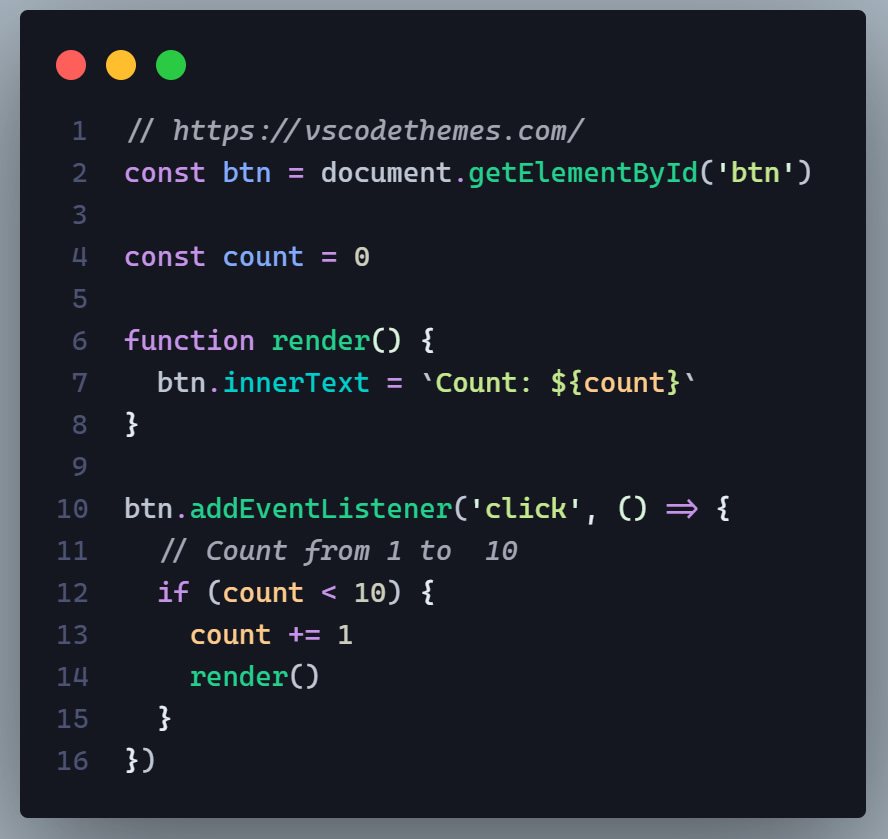 1 // https://vscodethemes.com/
2 const btn = document.getElementById('btn')
3
4 const count = 0
5
6 function render() {
7   btn.innerText = `Count: ${count}`
8 }
9
10 btn.addEventListener('click', () => {
11   // Count from 1 to  10
12   if (count < 10) {
13     count += 1
14     render()
15   }
16 })